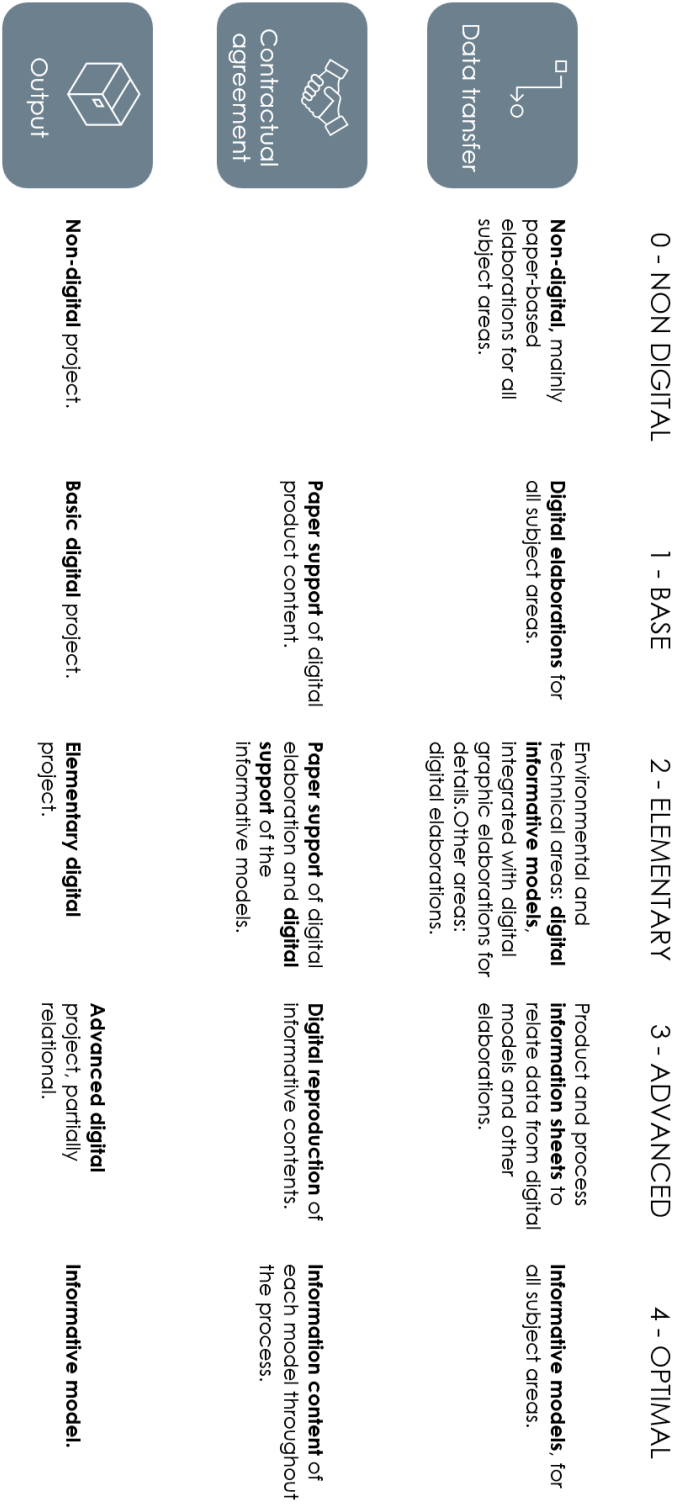 0 - NON DIGITAL
1 - BASE
2 - ELEMENTARY
3 - ADVANCED
4 - OPTIMAL
Data transfer
Non-digital, mainly
paper-based
elaborations for all
subject areas.
Digital elaborations for
all subject areas.
Environmental and
technical areas: digital
informative models,
integrated with digital
graphic elaborations for
details.Other areas:
digital elaborations.
Product and process
information sheets to
relate data from digital
models and other
elaborations.
Informative models, for
all subject areas.
Contractual
agreement
Paper support of digital
product content.
Paper support of digital
elaboration and digital
support of the
informative models.
Digital reproduction of
informative contents.
Information content of
each model throughout
the process.
Output
Non-digital project.
Basic digital project.
Elementary digital
project.
Advanced digital
project, partially
relational.
Informative model.